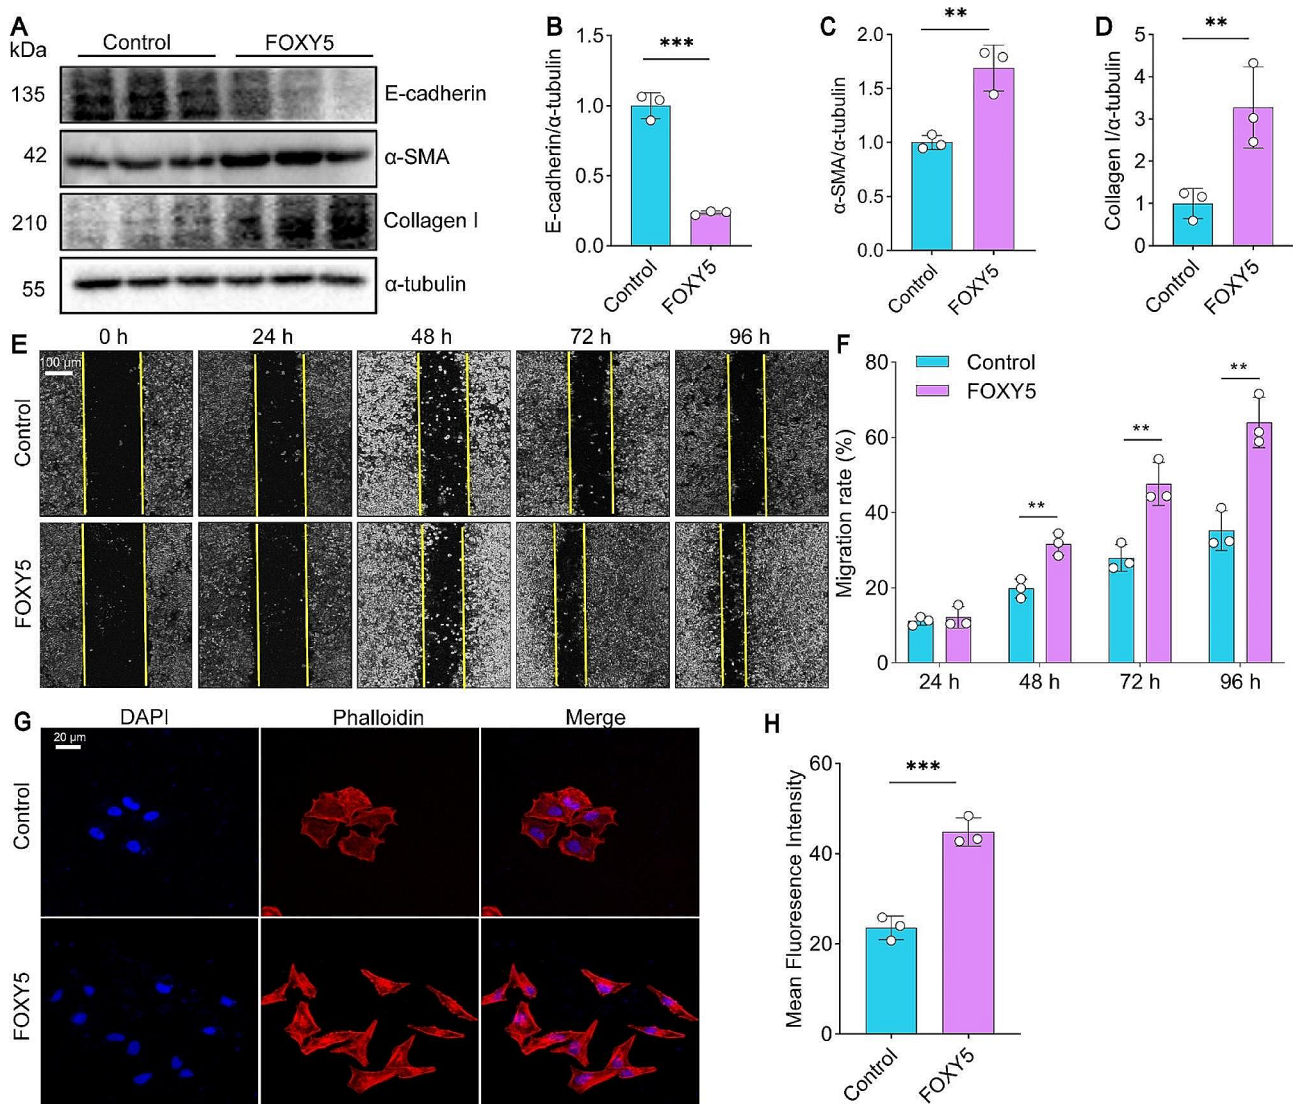 A
kDa
Control
FOXY5
135
E-cadherin
42
α-SMA
210
Collagen I
55
α-tubulin
B
***
E-cadherin/α-tubulin
1.5
1.0
0.5
0.0
Control
FOXY5
C
**
α-SMA/α-tubulin
2.0
1.5
1.0
0.5
0.0
Control
FOXY5
D
**
Collagen I/α-tubulin
5
4
3
2
1
0
Control
FOXY5
E
0 h
24 h
48 h
72 h
96 h
100 µm
Control
FOXY5
F
Control
FOXY5
Migration rate (%)
80
60
40
20
0
**
**
**
24 h
48 h
72 h
96 h
G
DAPI
Phalloidin
Merge
20 µm
Control
FOXY5
H
***
Mean Fluoresence Intensity
60
40
20
0
Control
FOXY5